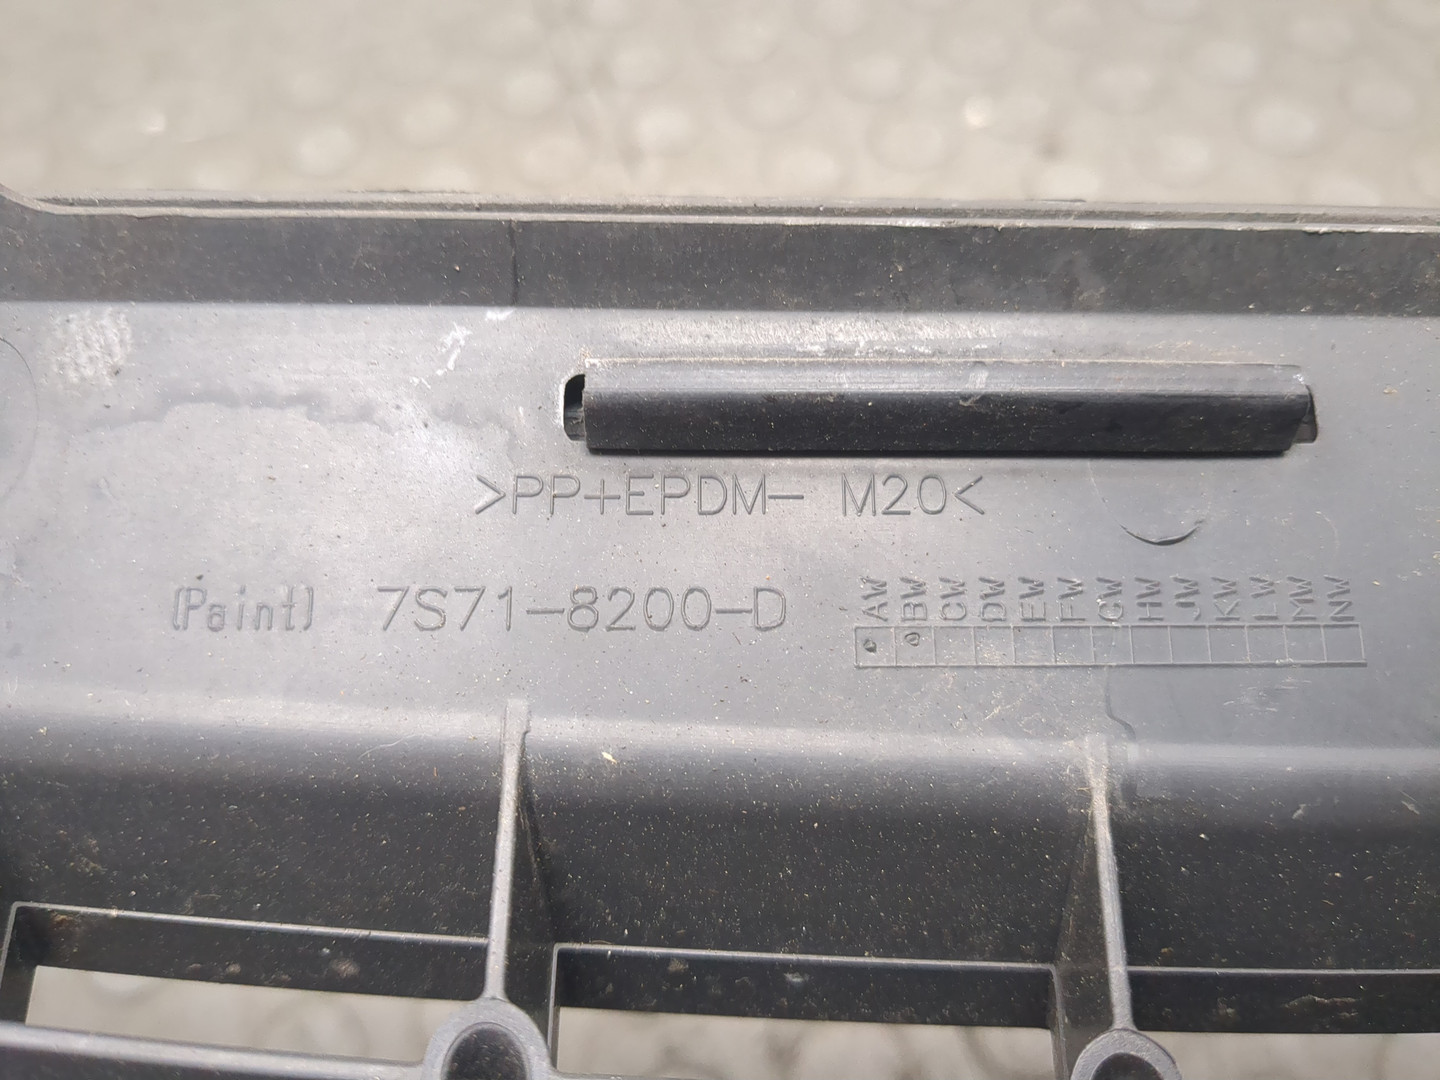 >PP+EPDM- M20<
(Paint) 7S71-8200-D
AW BW CW DW EW FW GW HW JW KW LW MW NW